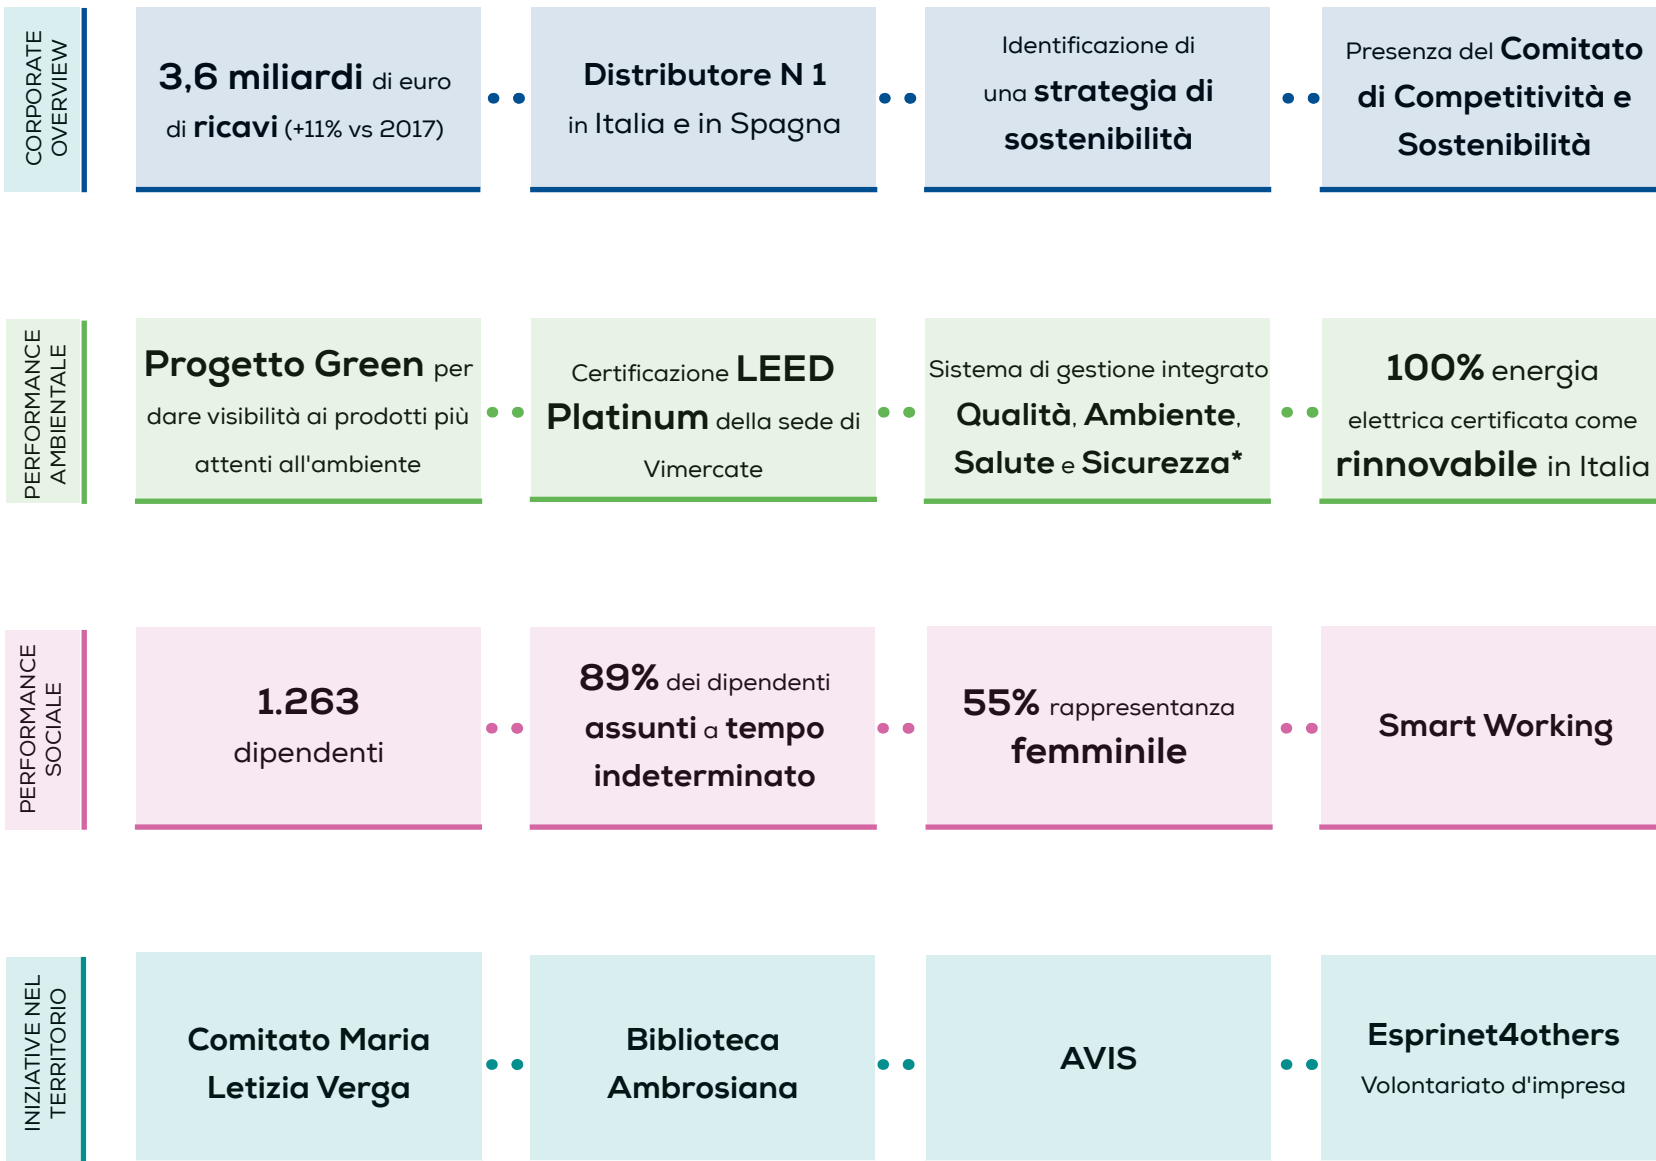 CORPORATE
OVERVIEW
3,6 miliardi di euro
di ricavi (+11% vs 2017)
Distributore N 1
in Italia e in Spagna
Identificazione di
una strategia di
sostenibilità
Presenza del Comitato
di Competitività e
Sostenibilità
PERFORMANCE
AMBIENTALE
Progetto Green per
dare visibilità ai prodotti più
attenti all'ambiente
Certificazione LEED
Platinum della sede di
Vimercate
Sistema di gestione integrato
Qualità, Ambiente,
Salute e Sicurezza*
100% energia
elettrica certificata come
rinnovabile in Italia
PERFORMANCE
SOCIALE
1.263
dipendenti
89% dei dipendenti
assunti a tempo
indeterminato
55% rappresentanza
femminile
Smart Working
INIZIATIVE NEL
TERRITORIO
Comitato Maria
Letizia Verga
Biblioteca
Ambrosiana
AVIS
Esprinet4others
Volontariato d'impresa